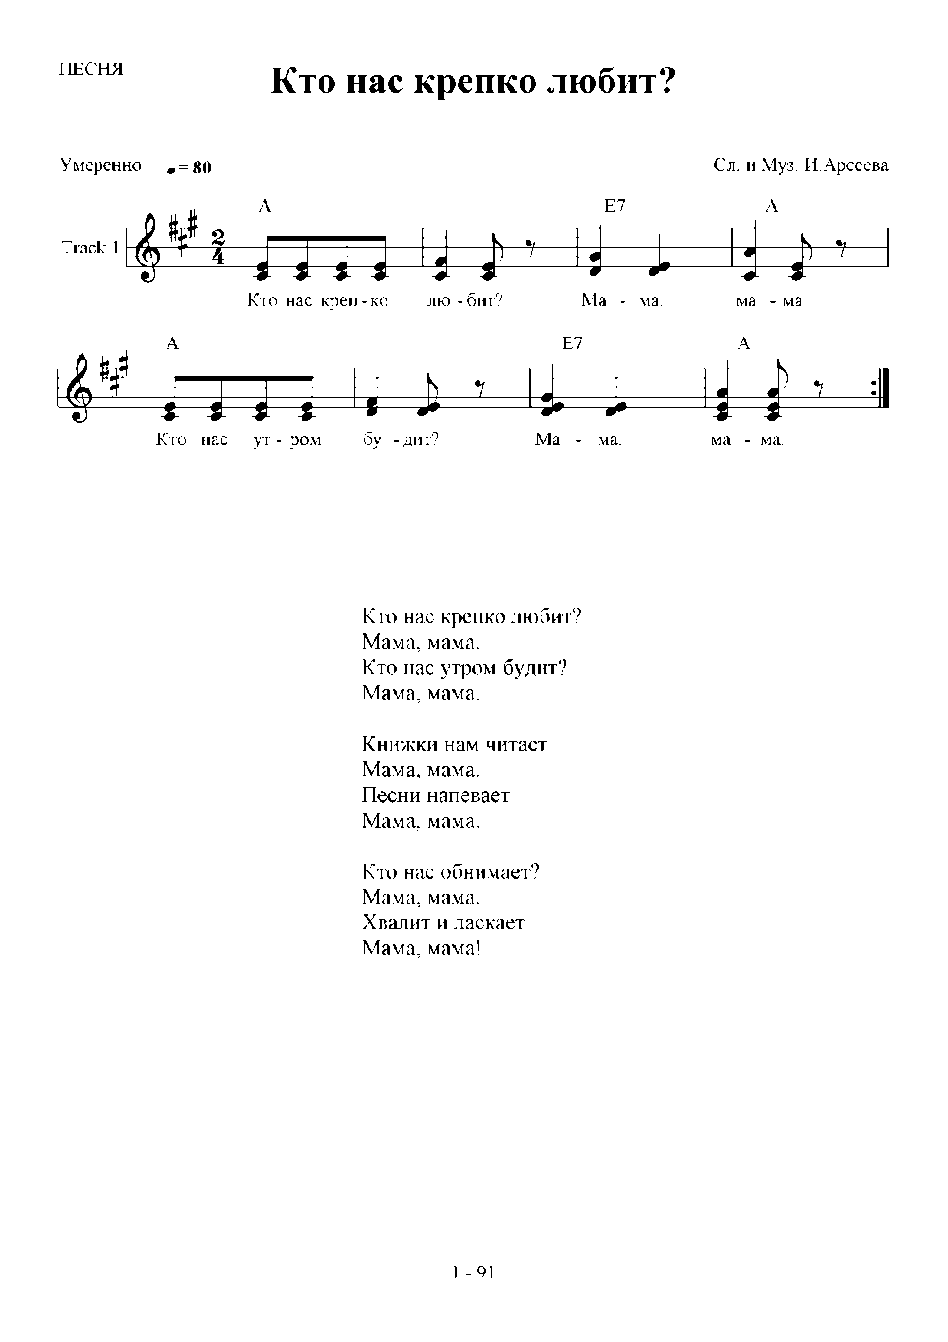 ПЕСНЯ
Кто нас крепко любит?
Умеренно ♩= 80
Сл. и Муз. И.Арсеева
A E7 A
Track 1
2
4
Кто нас креп-ко лю - бит? Ма - ма, ма - ма
A E7 A
Кто нас ут - ром бу - дит? Ма - ма, ма - ма.
Кто нас крепко любит?
Мама, мама.
Кто нас утром будит?
Мама, мама.
Книжки нам читает
Мама, мама.
Песни напевает
Мама, мама.
Кто нас обнимает?
Мама, мама.
Хвалит и ласкает
Мама, мама!
1 - 91